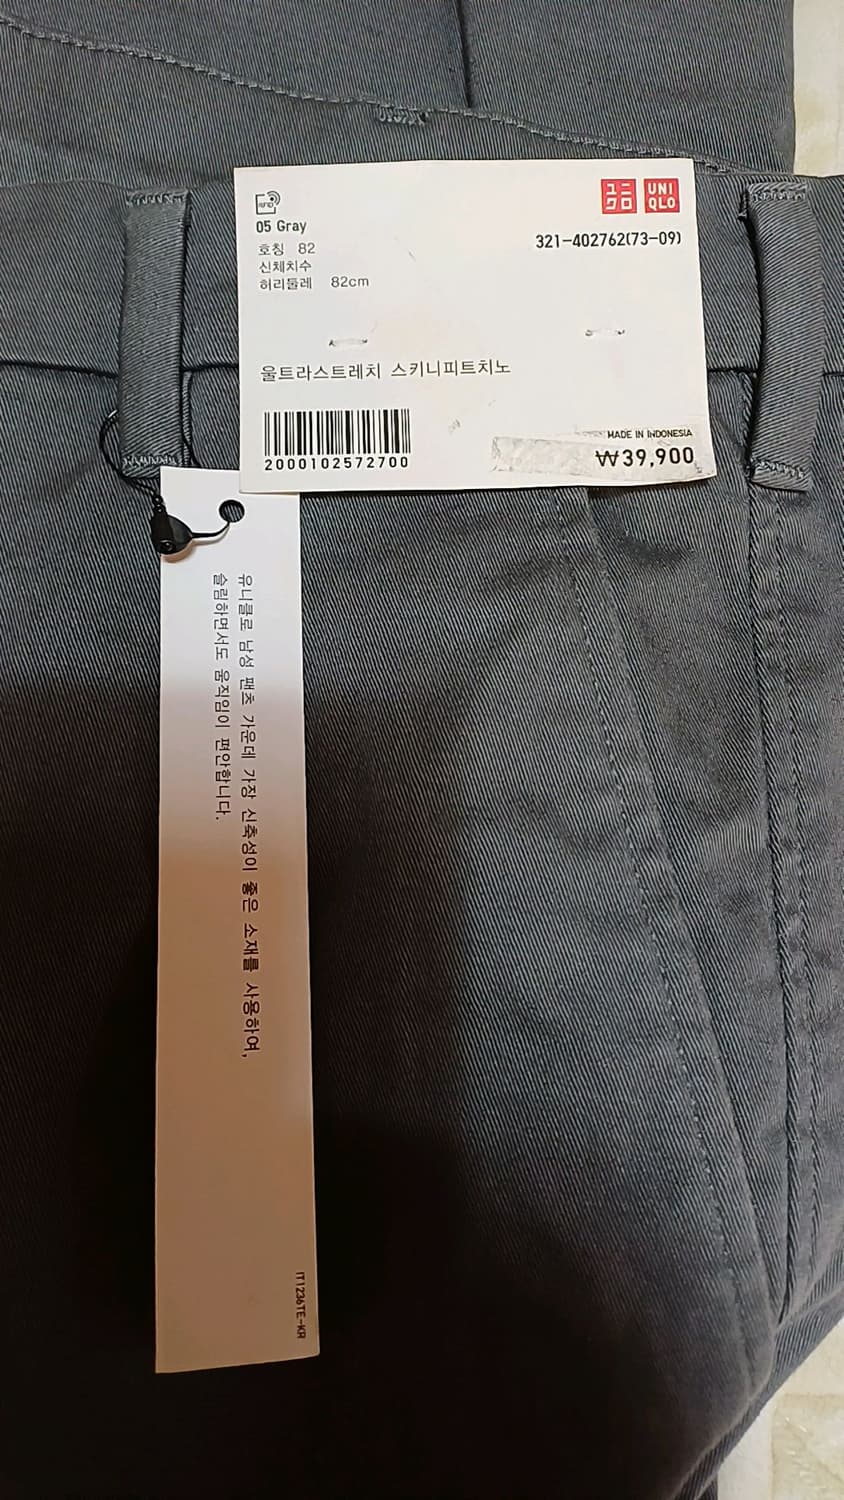 RFID
ユニ
クロ
UNI
QLO
05 Gray
321-402762(73-09)
호칭 82
신체치수
허리둘레 82cm
울트라스트레치 스키니피트치노
2000102572700
MADE IN INDONESIA
₩39,900
유니클로 남성 팬츠 가운데 가장 신축성이 좋은 소재를 사용하여,
슬림하면서도 움직임이 편안합니다.
IT1236TE-KR